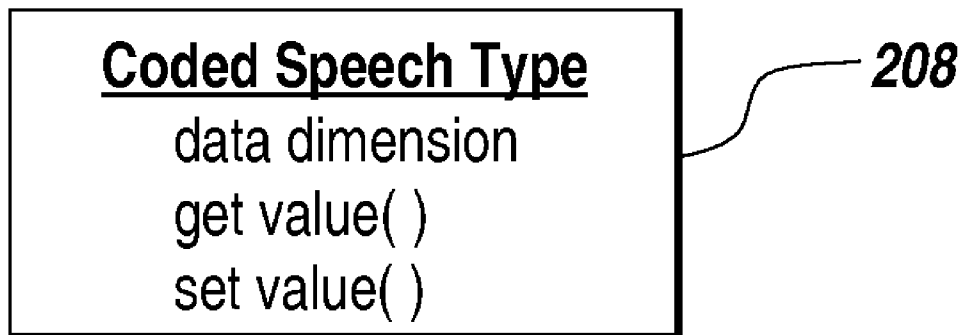 Coded Speech Type
208
data dimension
get value( )
set value( )